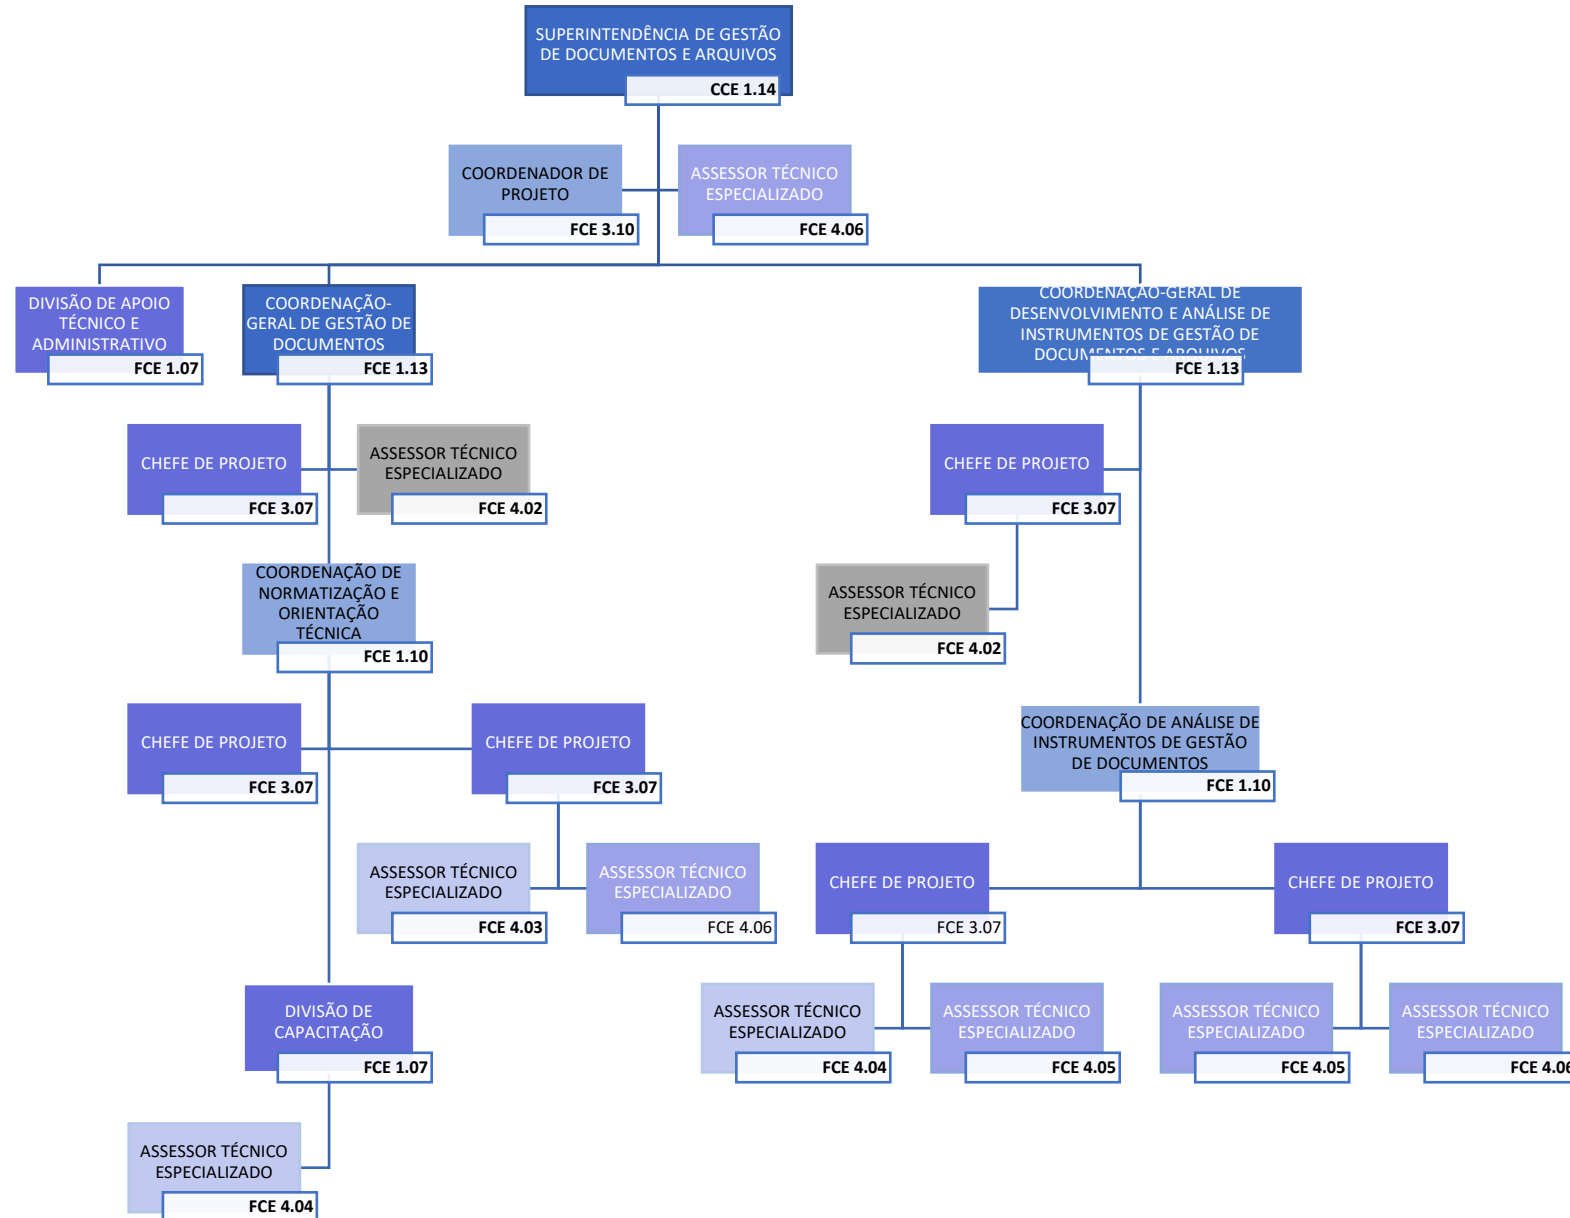 SUPERINTENDÊNCIA DE GESTÃO
DE DOCUMENTOS E ARQUIVOS
CCE 1.14
COORDENADOR DE
PROJETO
FCE 3.10
ASSESSOR TÉCNICO
ESPECIALIZADO
FCE 4.06
DIVISÃO DE APOIO
TÉCNICO E
ADMINISTRATIVO
FCE 1.07
COORDENAÇÃO-
GERAL DE GESTÃO DE
DOCUMENTOS
FCE 1.13
COORDENAÇÃO-GERAL DE
DESENVOLVIMENTO E ANÁLISE DE
INSTRUMENTOS DE GESTÃO DE
DOCUMENTOS E ARQUIVOS
FCE 1.13
CHEFE DE PROJETO
FCE 3.07
ASSESSOR TÉCNICO
ESPECIALIZADO
FCE 4.02
CHEFE DE PROJETO
FCE 3.07
ASSESSOR TÉCNICO
ESPECIALIZADO
FCE 4.02
COORDENAÇÃO DE
NORMATIZAÇÃO E
ORIENTAÇÃO
TÉCNICA
FCE 1.10
CHEFE DE PROJETO
FCE 3.07
CHEFE DE PROJETO
FCE 3.07
COORDENAÇÃO DE ANÁLISE DE
INSTRUMENTOS DE GESTÃO
DE DOCUMENTOS
FCE 1.10
ASSESSOR TÉCNICO
ESPECIALIZADO
FCE 4.03
ASSESSOR TÉCNICO
ESPECIALIZADO
FCE 4.06
CHEFE DE PROJETO
FCE 3.07
CHEFE DE PROJETO
FCE 3.07
DIVISÃO DE
CAPACITAÇÃO
FCE 1.07
ASSESSOR TÉCNICO
ESPECIALIZADO
FCE 4.04
ASSESSOR TÉCNICO
ESPECIALIZADO
FCE 4.05
ASSESSOR TÉCNICO
ESPECIALIZADO
FCE 4.05
ASSESSOR TÉCNICO
ESPECIALIZADO
FCE 4.06
ASSESSOR TÉCNICO
ESPECIALIZADO
FCE 4.04